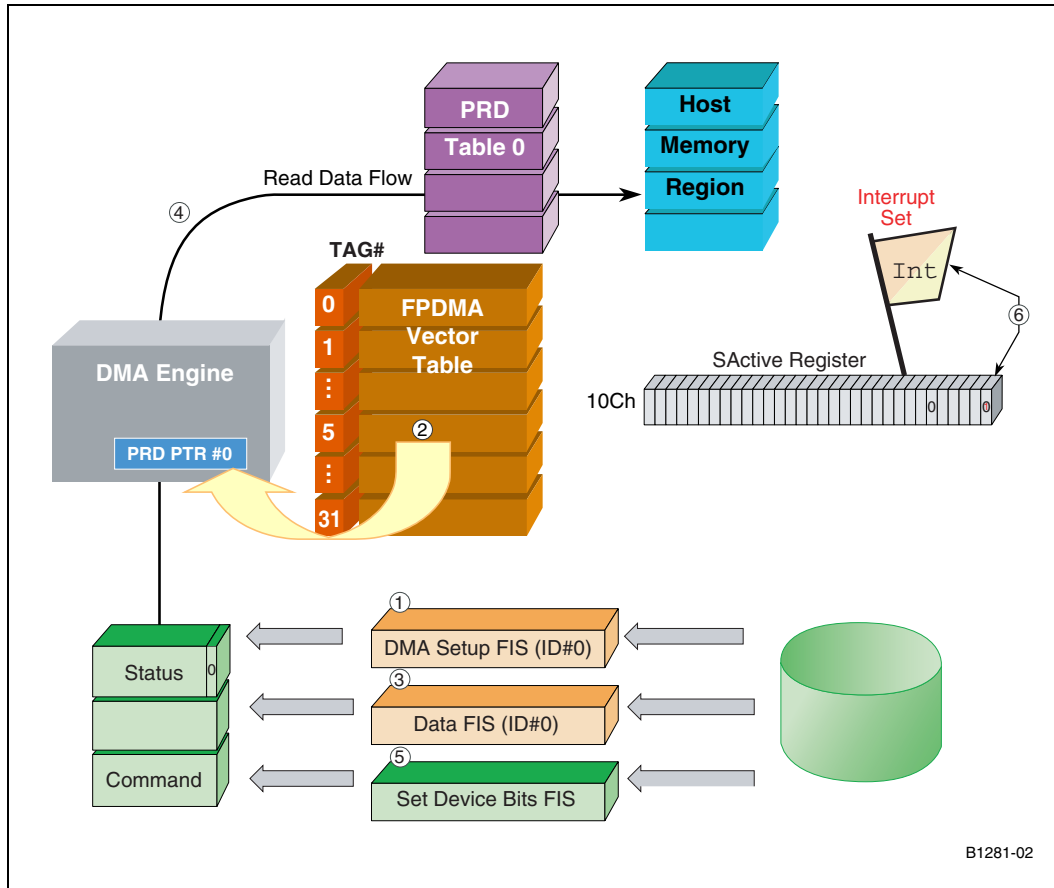 PRD
Table 0
Host
Memory
Region
Read Data Flow
④
Interrupt
Set
Int
⑥
TAG#
0
1
⋮
5
⋮
31
FPDMA
Vector
Table
②
DMA Engine
PRD PTR #0
SActive Register
10Ch
0
0
①
DMA Setup FIS (ID#0)
Status
0
③
Data FIS (ID#0)
⑤
Command
Set Device Bits FIS
B1281-02